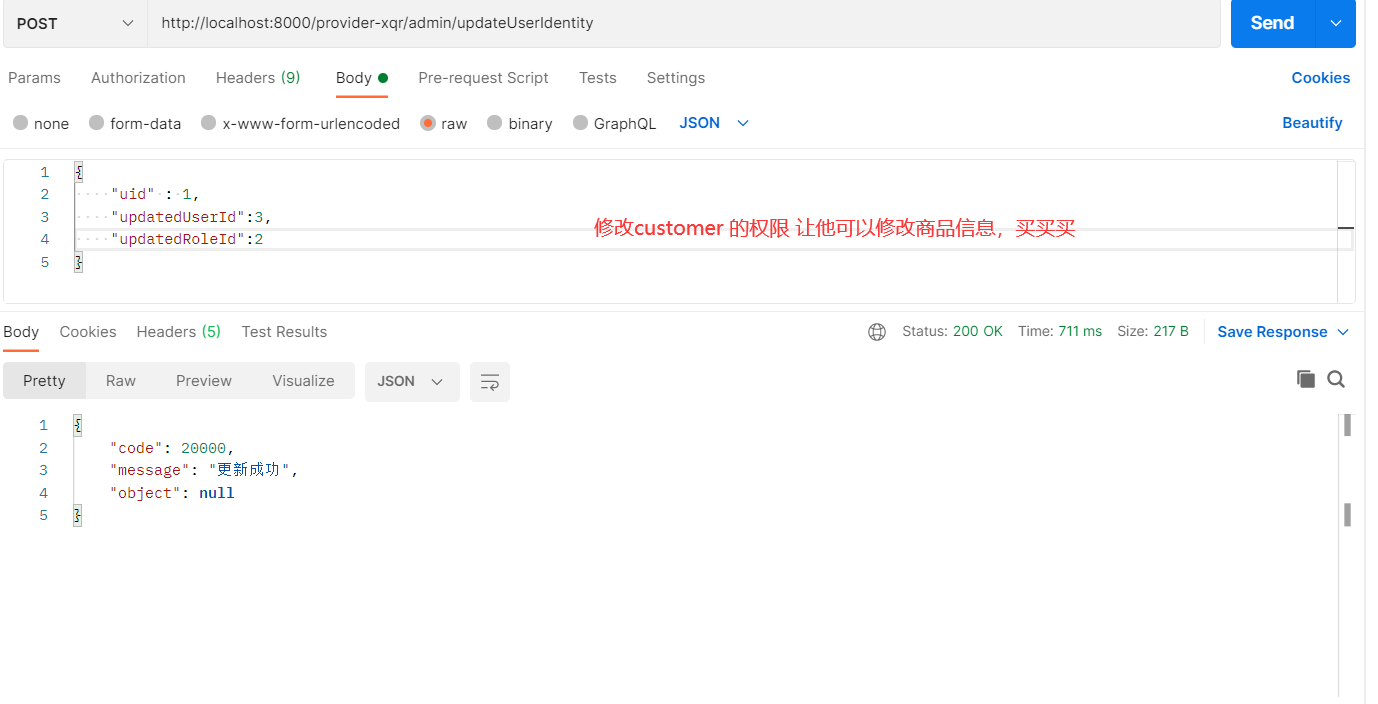 POST http://localhost:8000/provider-xqr/admin/updateUserIdentity Send
Params Authorization Headers (9) Body Pre-request Script Tests Settings Cookies
none form-data x-www-form-urlencoded raw binary GraphQL JSON Beautify
1 {
2 "uid" : 1,
3 "updatedUserId":3,
修改customer 的权限 让他可以修改商品信息，买买买
4 "updatedRoleId":2
5 }
Body Cookies Headers (5) Test Results Status: 200 OK Time: 711 ms Size: 217 B Save Response
Pretty Raw Preview Visualize JSON
1 {
2 "code": 20000,
3 "message": "更新成功",
4 "object": null
5 }